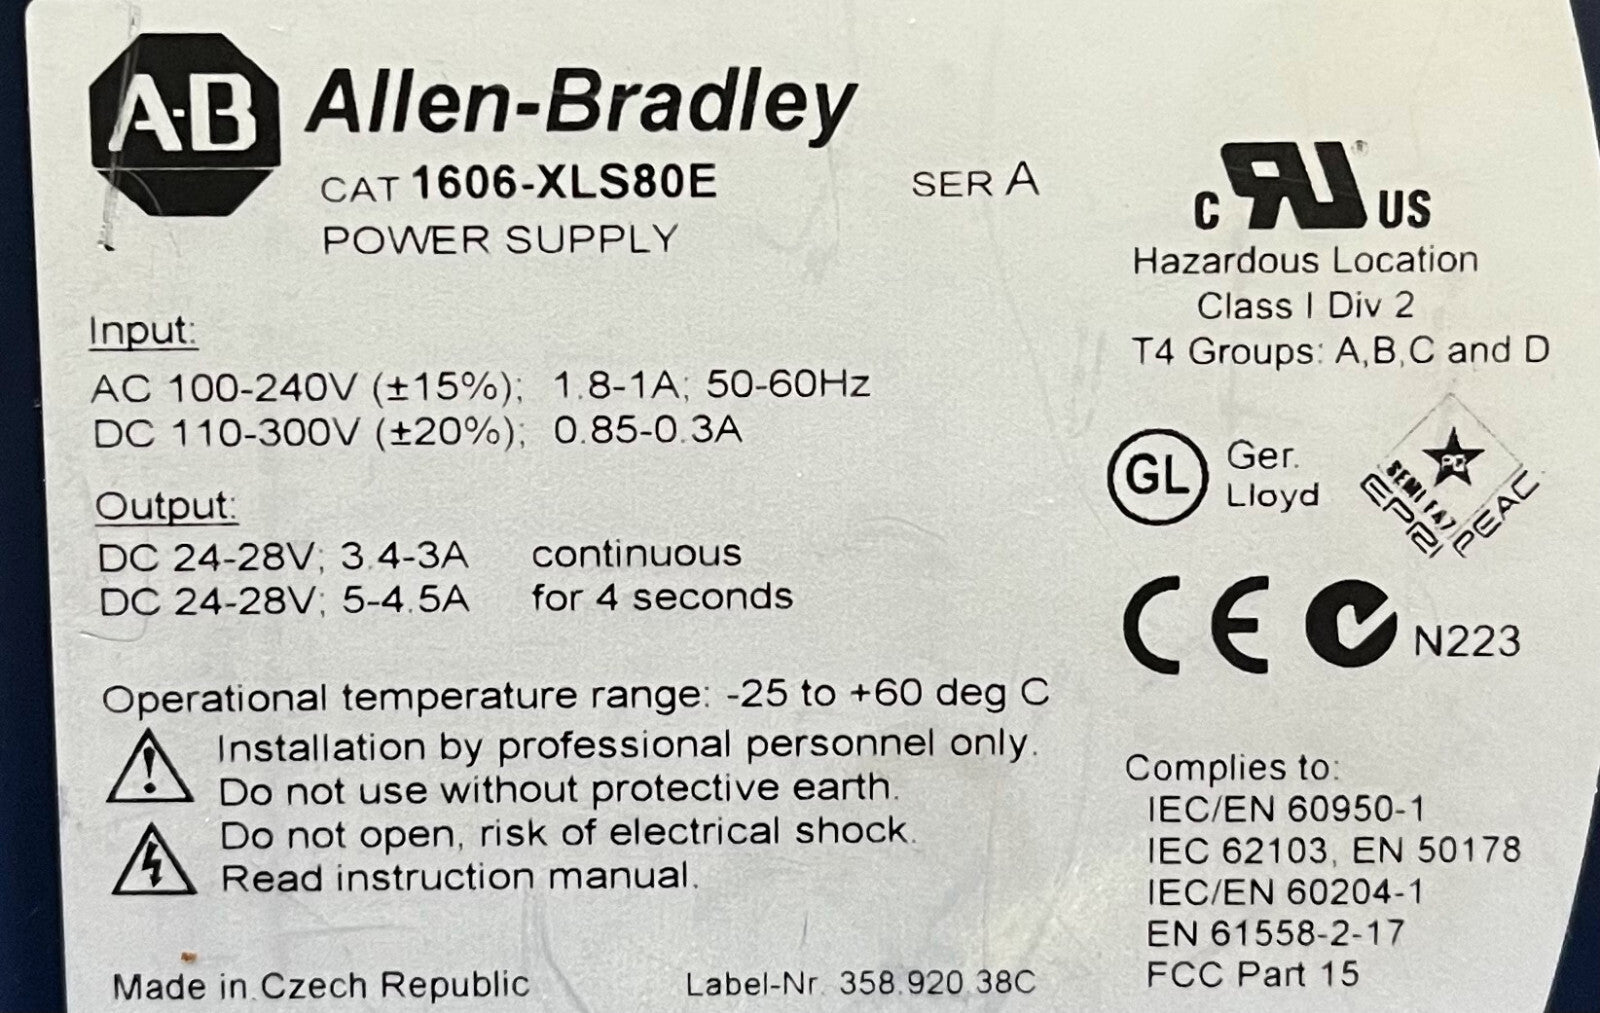 A-B Allen-Bradley
CAT 1606-XLS80E SER A
POWER SUPPLY
Input:
AC 100-240V (±15%); 1.8-1A; 50-60Hz
DC 110-300V (±20%); 0.85-0.3A
Output:
DC 24-28V; 3.4-3A continuous
DC 24-28V; 5-4.5A for 4 seconds
Operational temperature range: -25 to +60 deg C
Installation by professional personnel only.
Do not use without protective earth.
Do not open, risk of electrical shock.
Read instruction manual.
Made in Czech Republic
Label-Nr. 358.920.38C
C RU US
Hazardous Location
Class I Div 2
T4 Groups: A,B,C and D
GL Ger.
Lloyd
PQ
SEMI F47
EPRI PEAC
CE N223
Complies to:
IEC/EN 60950-1
IEC 62103, EN 50178
IEC/EN 60204-1
EN 61558-2-17
FCC Part 15